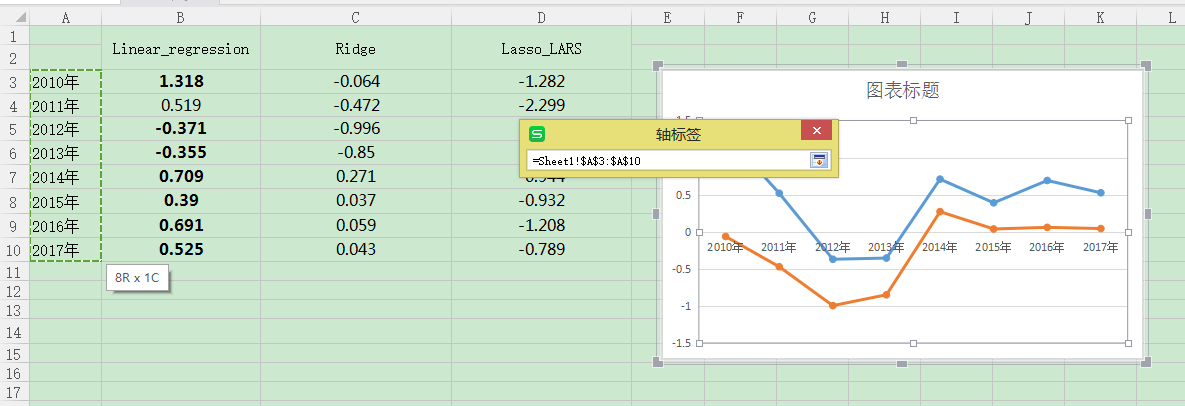 A B C D E F G H I J K L
1
2 Linear_regression Ridge Lasso_LARS
3 2010年 1.318 -0.064 -1.282
4 2011年 0.519 -0.472 -2.299
5 2012年 -0.371 -0.996
6 2013年 -0.355 -0.85
7 2014年 0.709 0.271
8 2015年 0.39 0.037 -0.932
9 2016年 0.691 0.059 -1.208
10 2017年 0.525 0.043 -0.789
11
12
13
14
15
16
17
8R x 1C
轴标签
=Sheet1!$A$3:$A$10
图表标题
0.5
0
-0.5
-1
-1.5
2010年 2011年 2012年 2013年 2014年 2015年 2016年 2017年